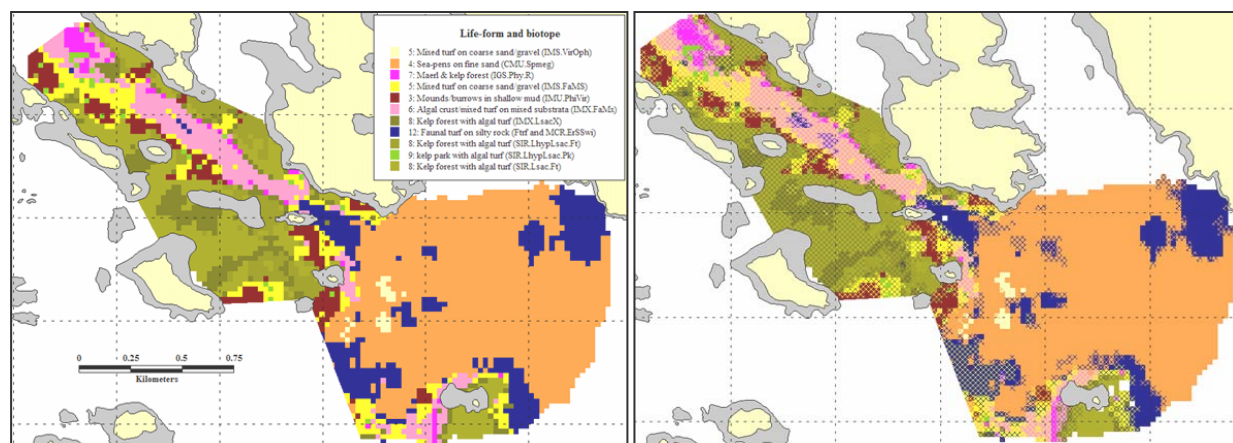 Life-form and biotope
5: Mixed turf on coarse sand/gravel (IMS.VirOph)
4: Sea-pens on fine sand (CMU.Spmeg)
7: Maerl & kelp forest (IGS.Phy.R)
5: Mixed turf on coarse sand/gravel (IMS.FaMS)
3: Mounds/burrows in shallow mud (IMU.PhiVir)
6: Algal crust/mixed turf on mixed substrata (IMX.FaMx)
8: Kelp forest with algal turf (IMX.LsacX)
12: Faunal turf on silty rock (Ftrf and MCR.ErSSwi)
8: Kelp forest with algal turf (SIR.LhypLsac.Ft)
9: kelp park with algal turf (SIR.LhypLsac.Pk)
8: Kelp forest with algal turf (SIR.Lsac.Ft)
0 0.25 0.5 0.75
Kilometers